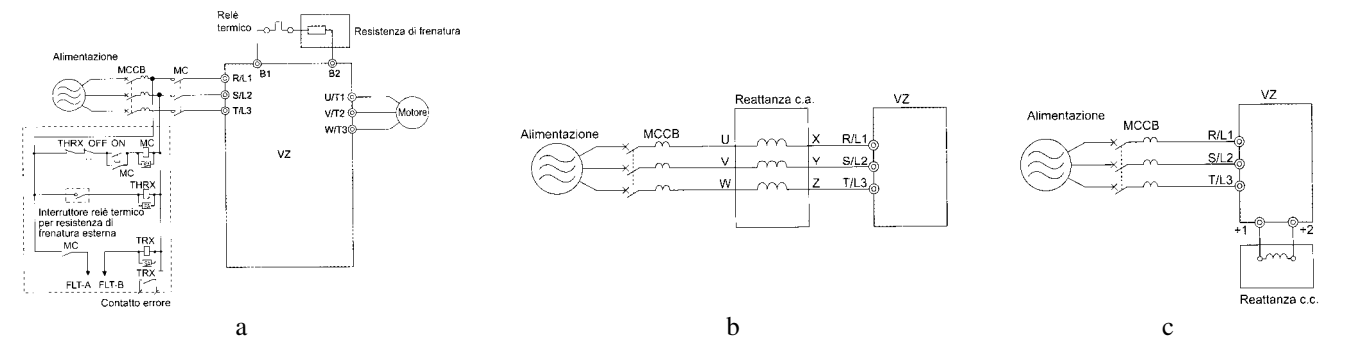 Relè
termico
Resistenza di frenatura
Alimentazione
MCCB
MC
B1
B2
R/L1
S/L2
T/L3
U/T1
V/T2
W/T3
Motore
VZ
THRX
OFF
ON
MC
MC
THRX
Interruttore relè termico
per resistenza di
frenatura esterna
MC
TRX
TRX
FLT-A
FLT-B
Contatto errore
a
Alimentazione
MCCB
Reattanza c.a.
VZ
U
X
R/L1
V
Y
S/L2
W
Z
T/L3
b
Alimentazione
MCCB
VZ
R/L1
S/L2
T/L3
+1
+2
Reattanza c.c.
c